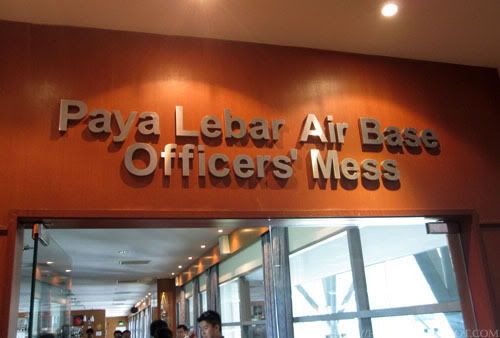 Paya Lebar Air Base
Officers' Mess